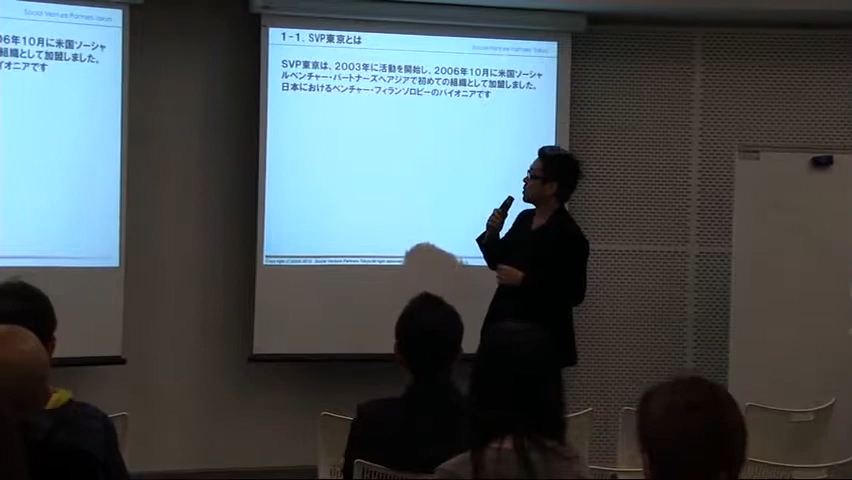 Social Venture Partners Tokyo
06年10月に米国ソーシャ
組織として加盟しました。
イオニアです
1-1. SVP東京とは
Social Venture Partners Tokyo
SVP東京は、2003年に活動を開始し、2006年10月に米国ソーシャ
ルベンチャー・パートナーズへアジアで初めての組織として加盟しました。
日本におけるベンチャー・フィランソロピーのパイオニアです